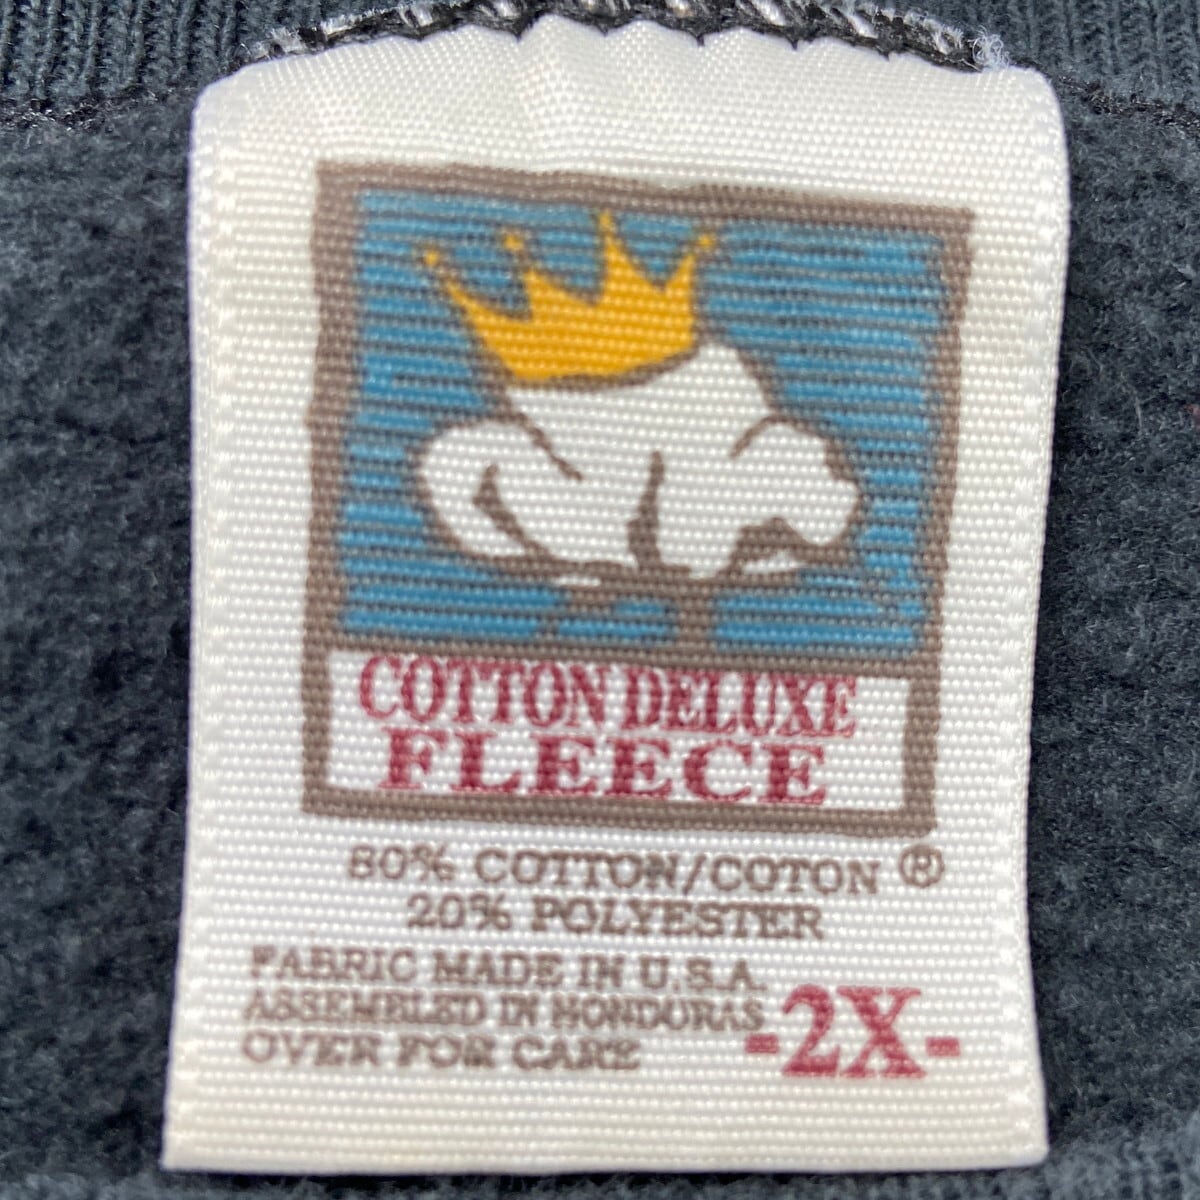 COTTON DELUXE
FLEECE
80% COTTON/COTON ®
20% POLYESTER
FABRIC MADE IN U.S.A.
ASSEMBLED IN HONDURAS
OVER FOR CARE
-2X-